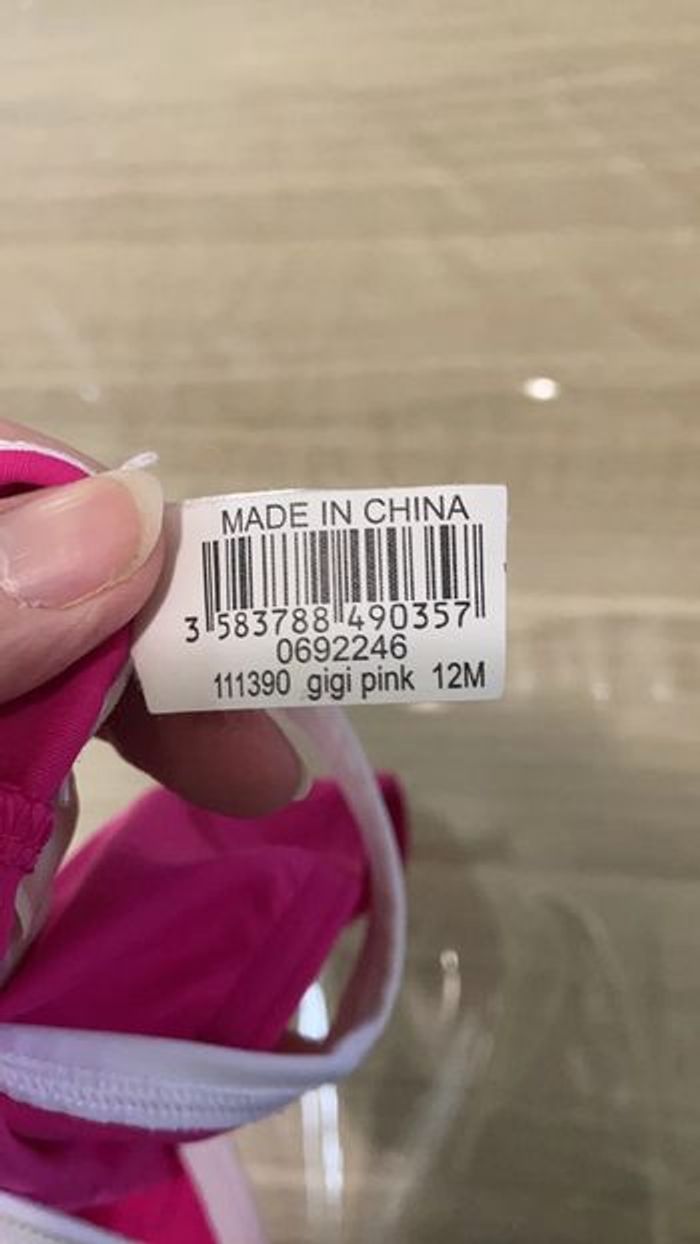 MADE IN CHINA
3 583788 490357
0692246
111390 gigi pink 12M